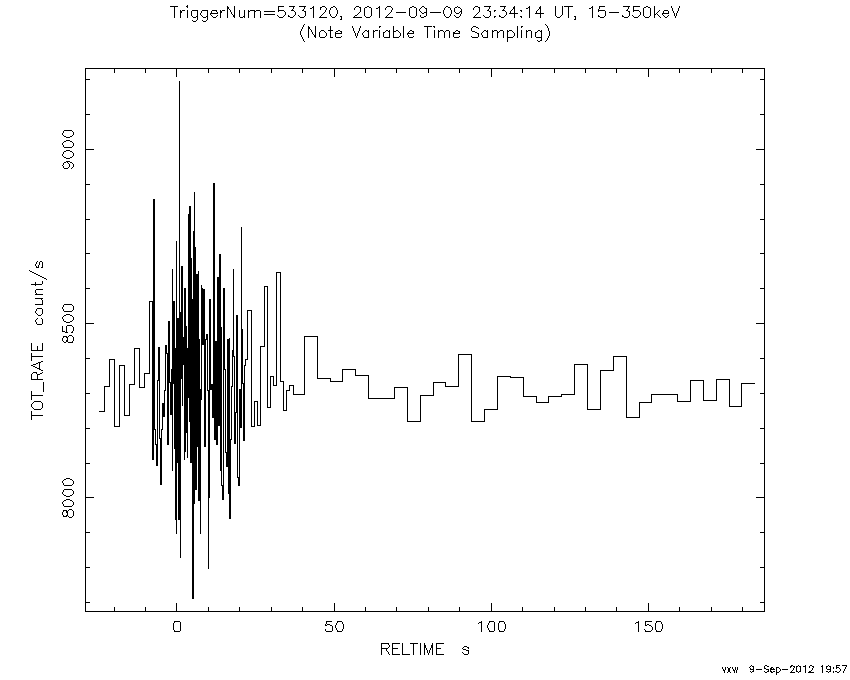 TriggerNum=533120, 2012-09-09 23:34:14 UT, 15-350keV
(Note Variable Time Sampling)
9000
8500
8000
TOT_RATE count/s
0 50 100 150
RELTIME s
vxw 9-Sep-2012 19:57